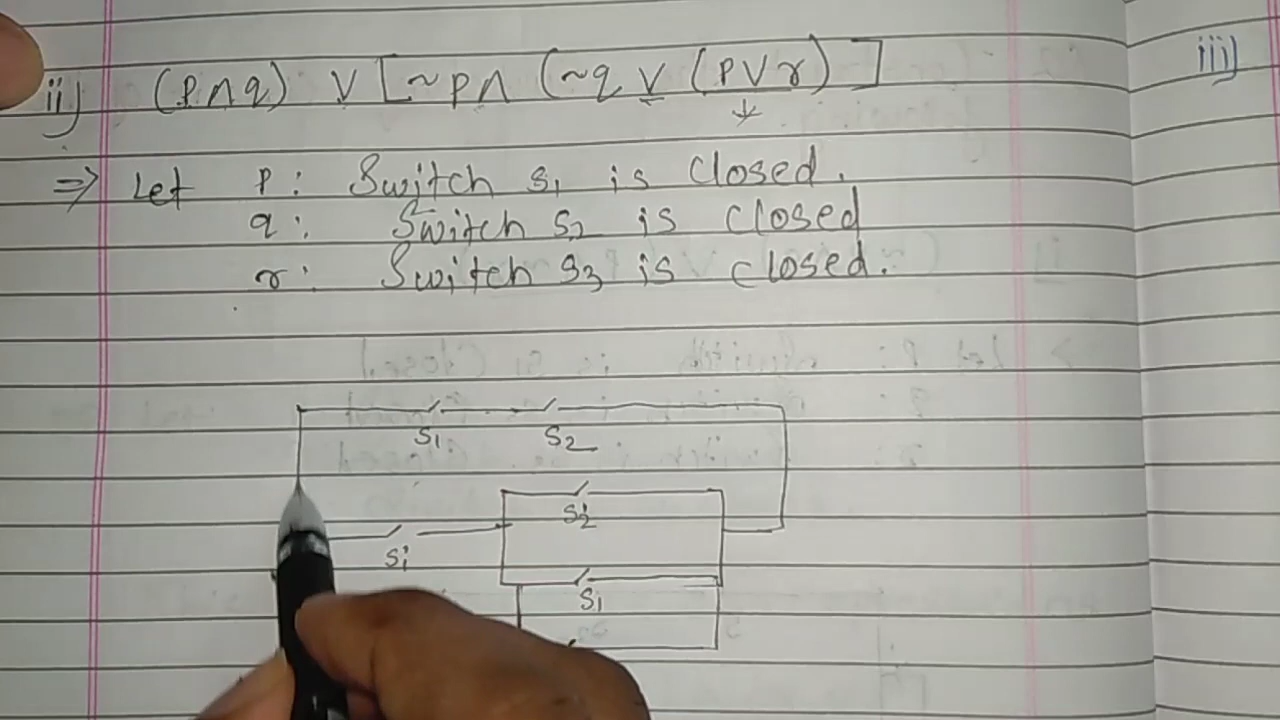 ii) (p∧q) ∨ [~p∧ (~q ∨ (p∨r) ]
iii)
⇒ Let p: Switch S1 is closed.
q: Switch S2 is closed
r: Switch S3 is closed.
S1 S2
S2'
S1'
S1